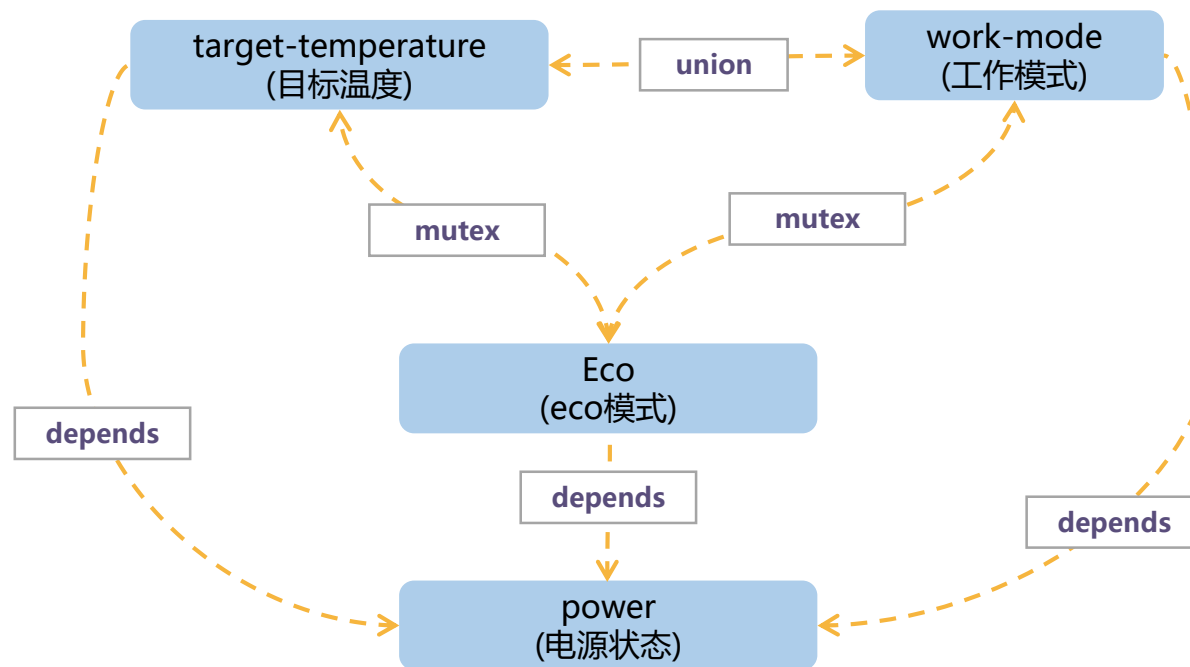 target-temperature
(目标温度)
union
work-mode
(工作模式)
mutex
mutex
Eco
(eco模式)
depends
depends
depends
power
(电源状态)